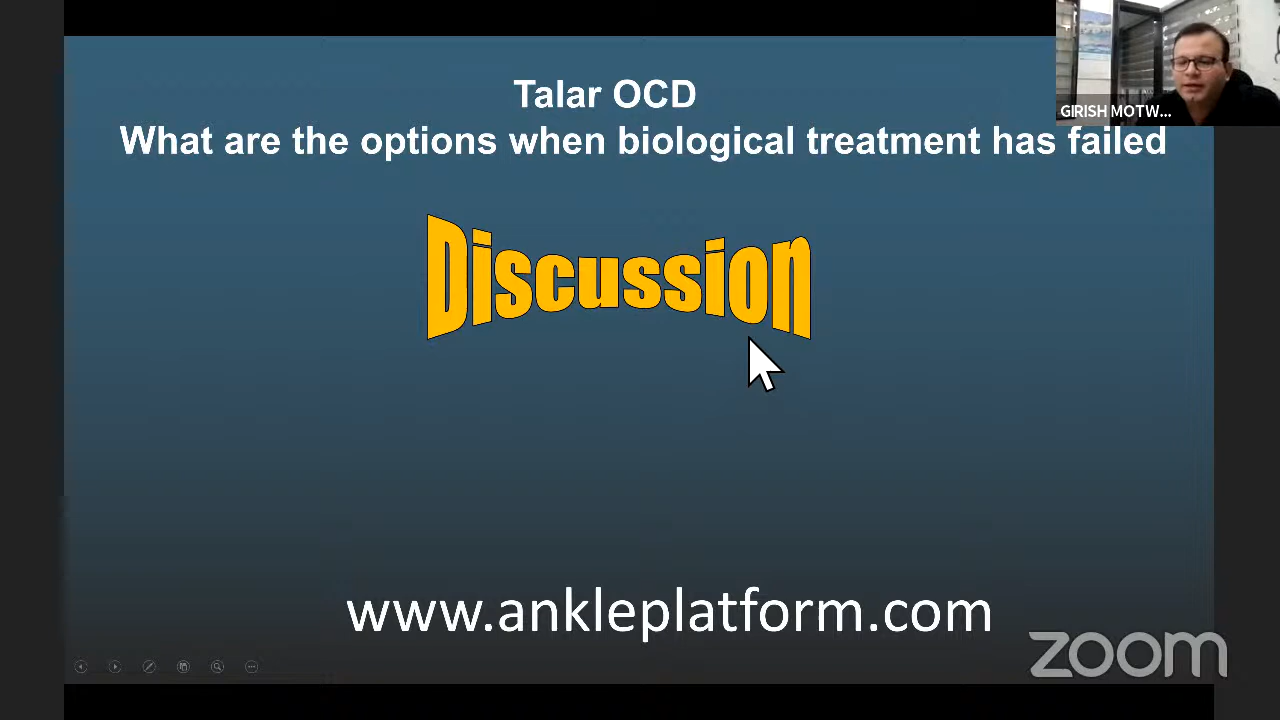 Talar OCD
What are the options when biological treatment has failed
GIRISH MOTW...
Discussion
www.ankleplatform.com
zoom